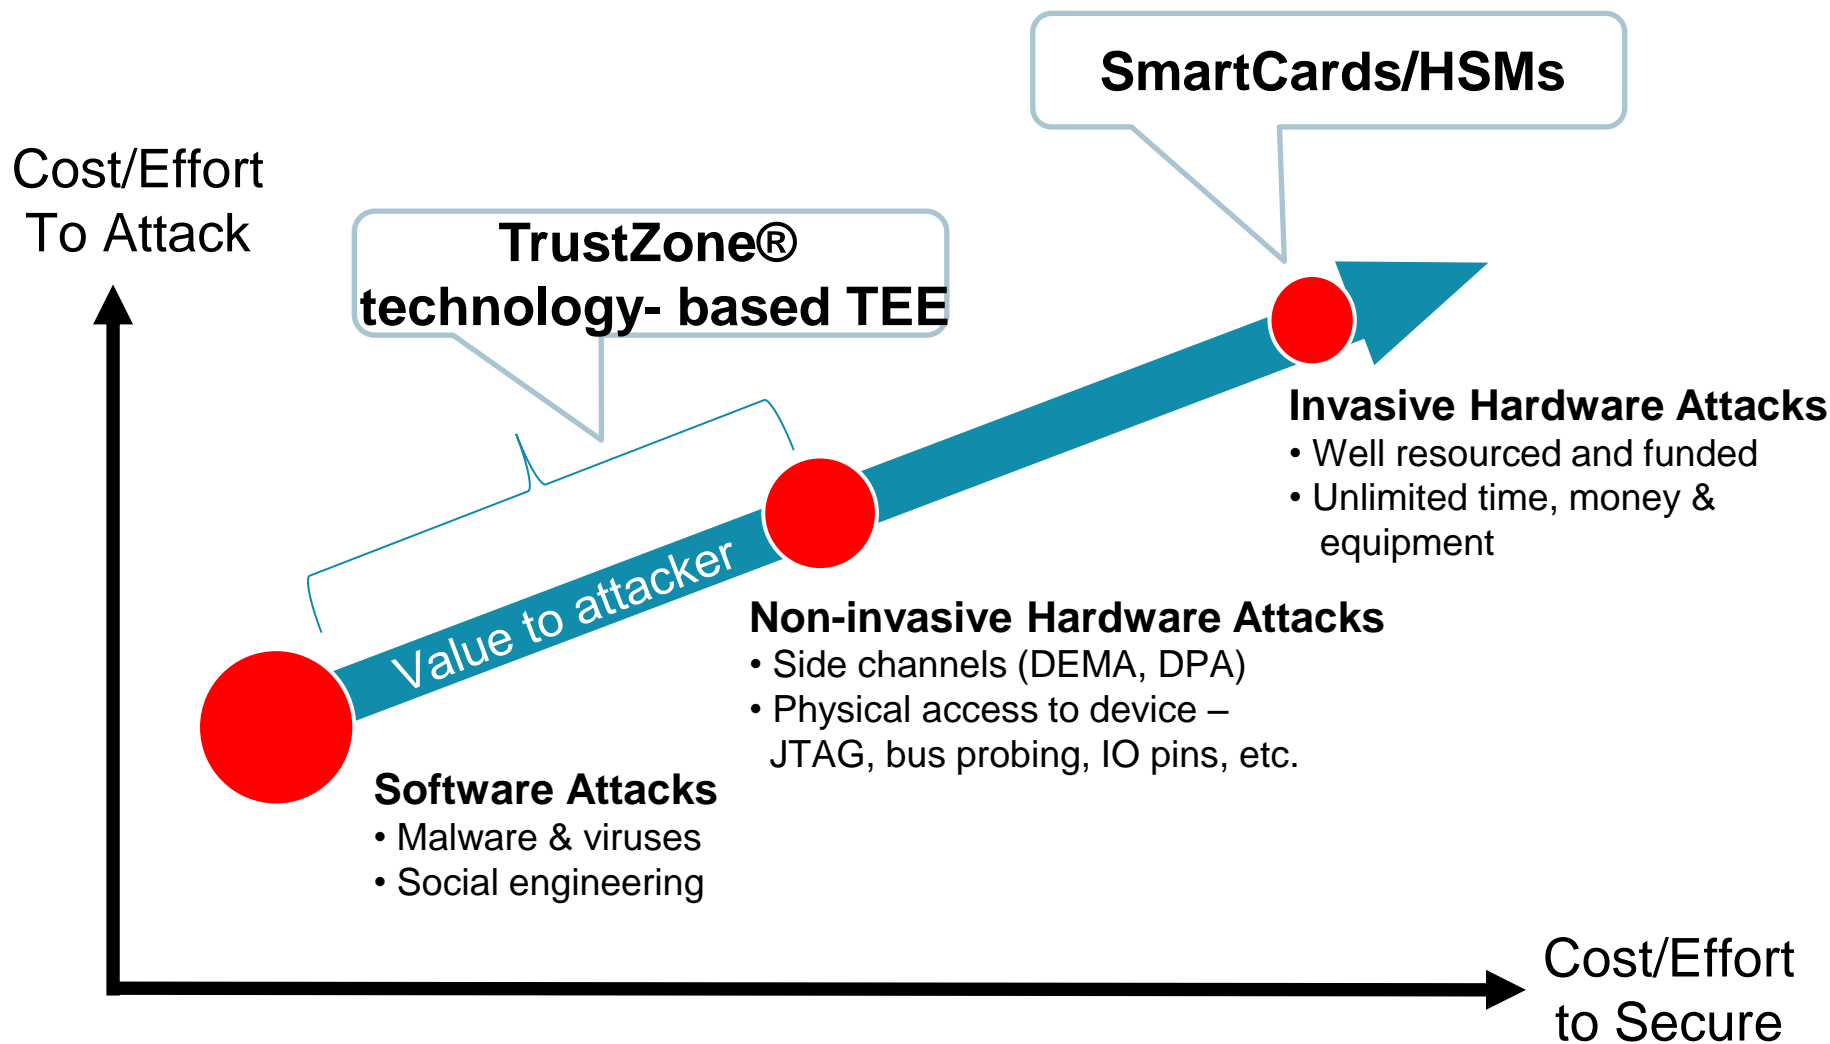 SmartCards/HSMs
Cost/Effort
To Attack
TrustZone®
technology- based TEE
Invasive Hardware Attacks
• Well resourced and funded
• Unlimited time, money &
equipment
Value to attacker
Non-invasive Hardware Attacks
• Side channels (DEMA, DPA)
• Physical access to device –
JTAG, bus probing, IO pins, etc.
Software Attacks
• Malware & viruses
• Social engineering
Cost/Effort
to Secure